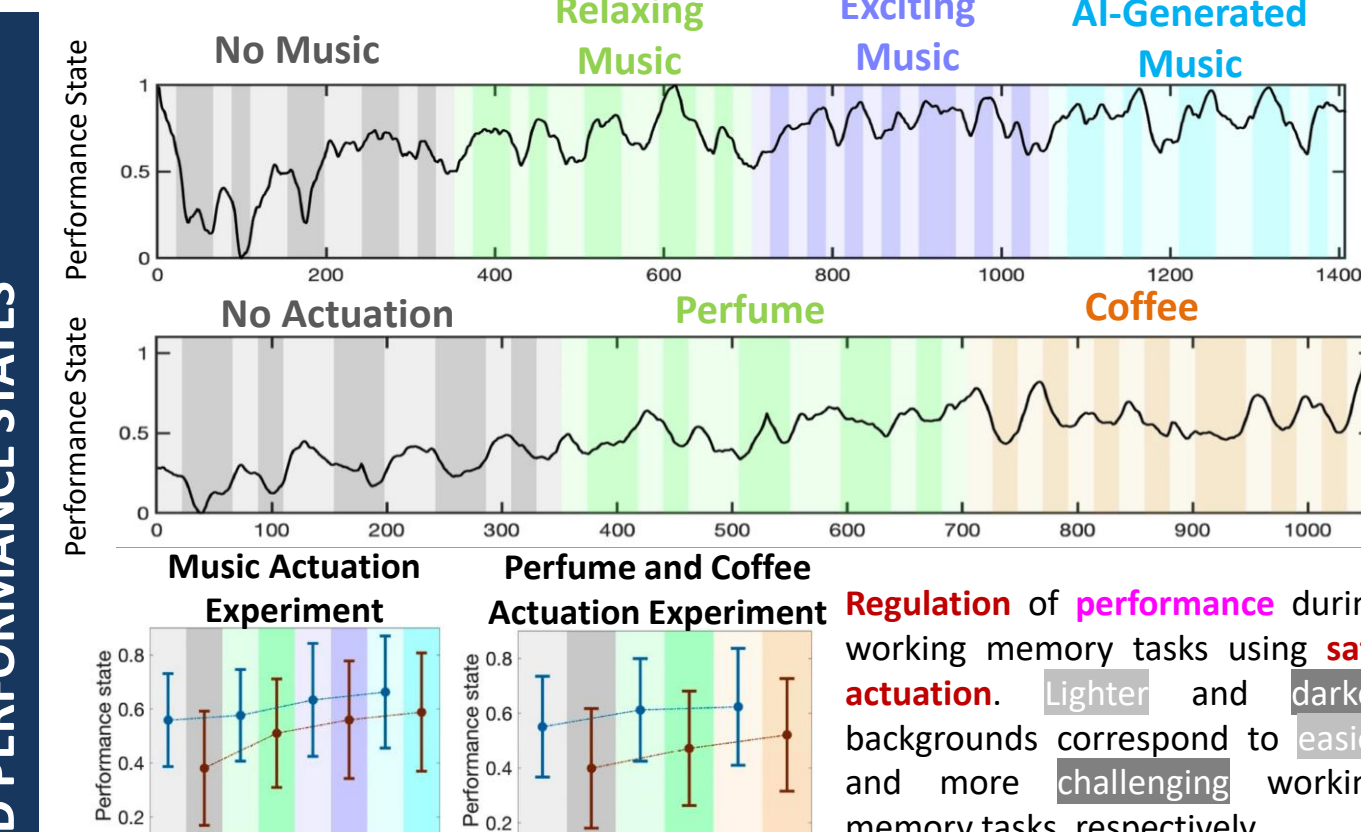 D PERFORMANCE STATES
No Music
Relaxing
Music
Exciting
Music
AI-Generated
Music
Performance State
1
0.5
0
0 200 400 600 800 1000 1200 1400
No Actuation
Perfume
Coffee
Performance State
1
0.5
0
0 100 200 300 400 500 600 700 800 900 1000
Music Actuation
Experiment
Performance state
0.8
0.6
0.4
0.2
Perfume and Coffee
Actuation Experiment
Performance state
0.8
0.6
0.4
0.2
Regulation of performance durin
working memory tasks using saf
actuation. Lighter and darke
backgrounds correspond to easie
and more challenging workin
memory tasks, respectively.